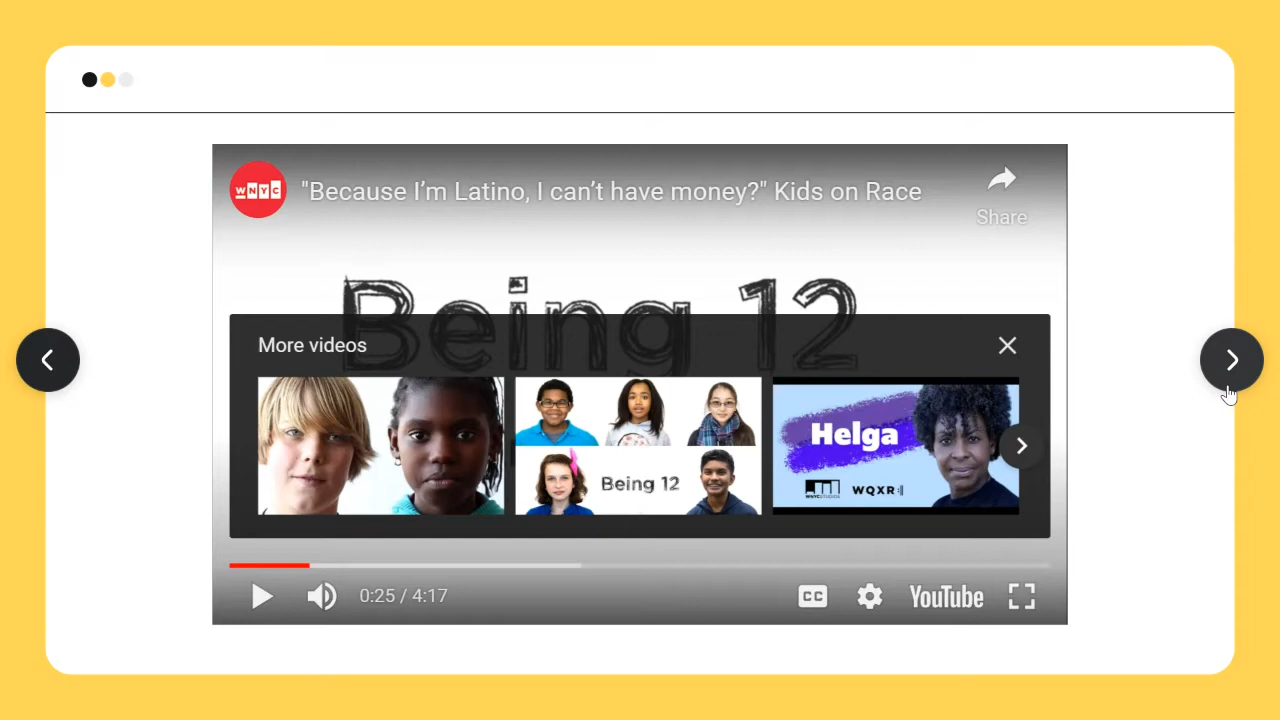 WNYC
"Because I'm Latino, I can't have money?" Kids on Race
Share
Being 12
More videos
Being 12
Helga
WQXR
0:25 / 4:17
CC
YouTube